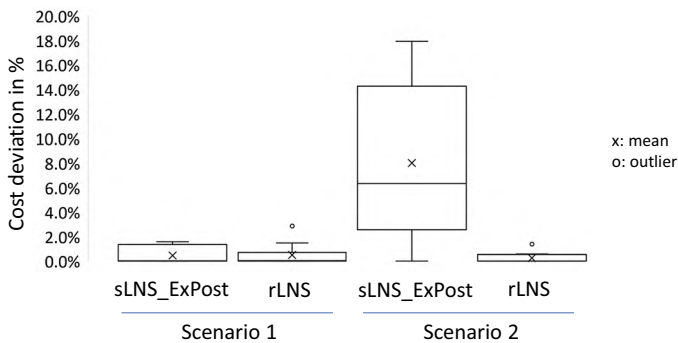 Cost deviation in %
20.0%
18.0%
16.0%
14.0%
12.0%
10.0%
8.0%
6.0%
4.0%
2.0%
0.0%
x: mean
o: outlier
sLNS_ExPost rLNS sLNS_ExPost rLNS
Scenario 1 Scenario 2